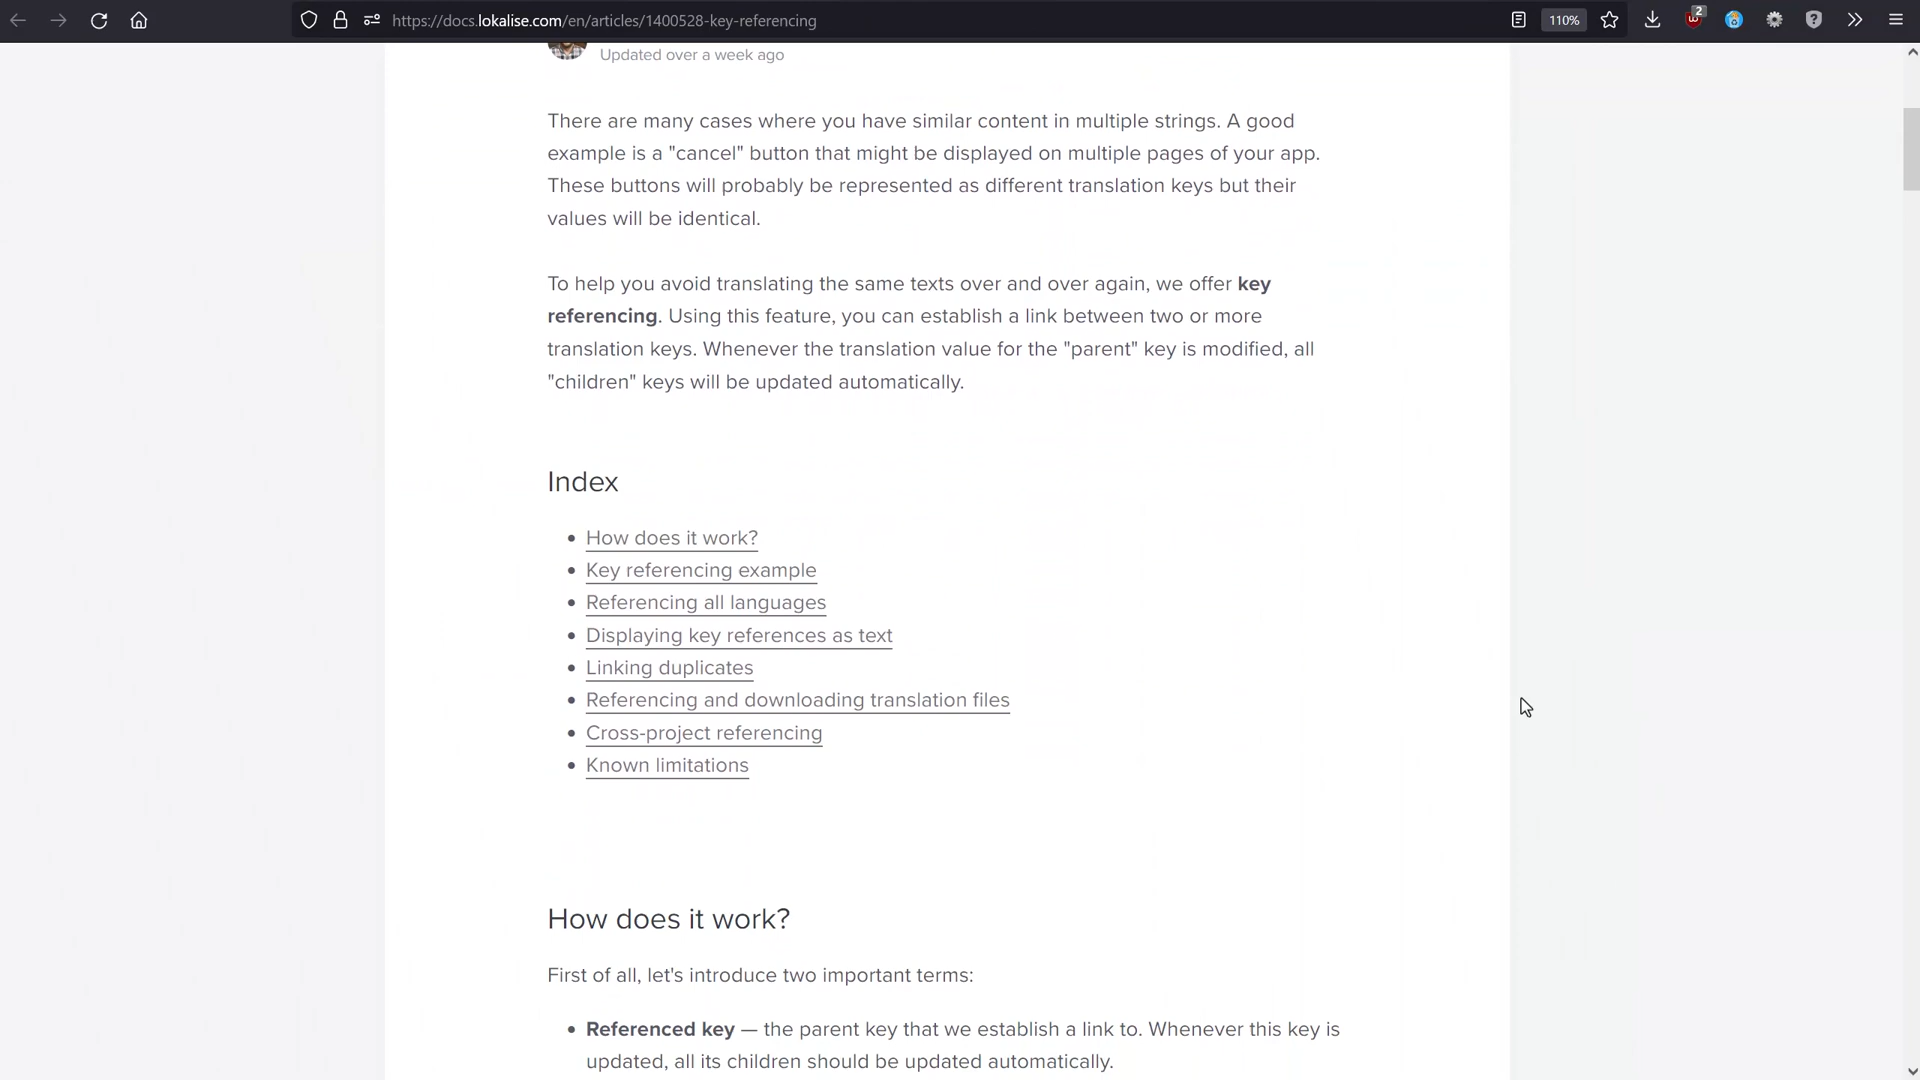 https://docs.lokalise.com/en/articles/1400528-key-referencing
110%
2
Updated over a week ago
There are many cases where you have similar content in multiple strings. A good
example is a "cancel" button that might be displayed on multiple pages of your app.
These buttons will probably be represented as different translation keys but their
values will be identical.
To help you avoid translating the same texts over and over again, we offer key
referencing. Using this feature, you can establish a link between two or more
translation keys. Whenever the translation value for the "parent" key is modified, all
"children" keys will be updated automatically.
Index
• How does it work?
• Key referencing example
• Referencing all languages
• Displaying key references as text
• Linking duplicates
• Referencing and downloading translation files
• Cross-project referencing
• Known limitations
How does it work?
First of all, let's introduce two important terms:
• Referenced key — the parent key that we establish a link to. Whenever this key is
updated, all its children should be updated automatically.